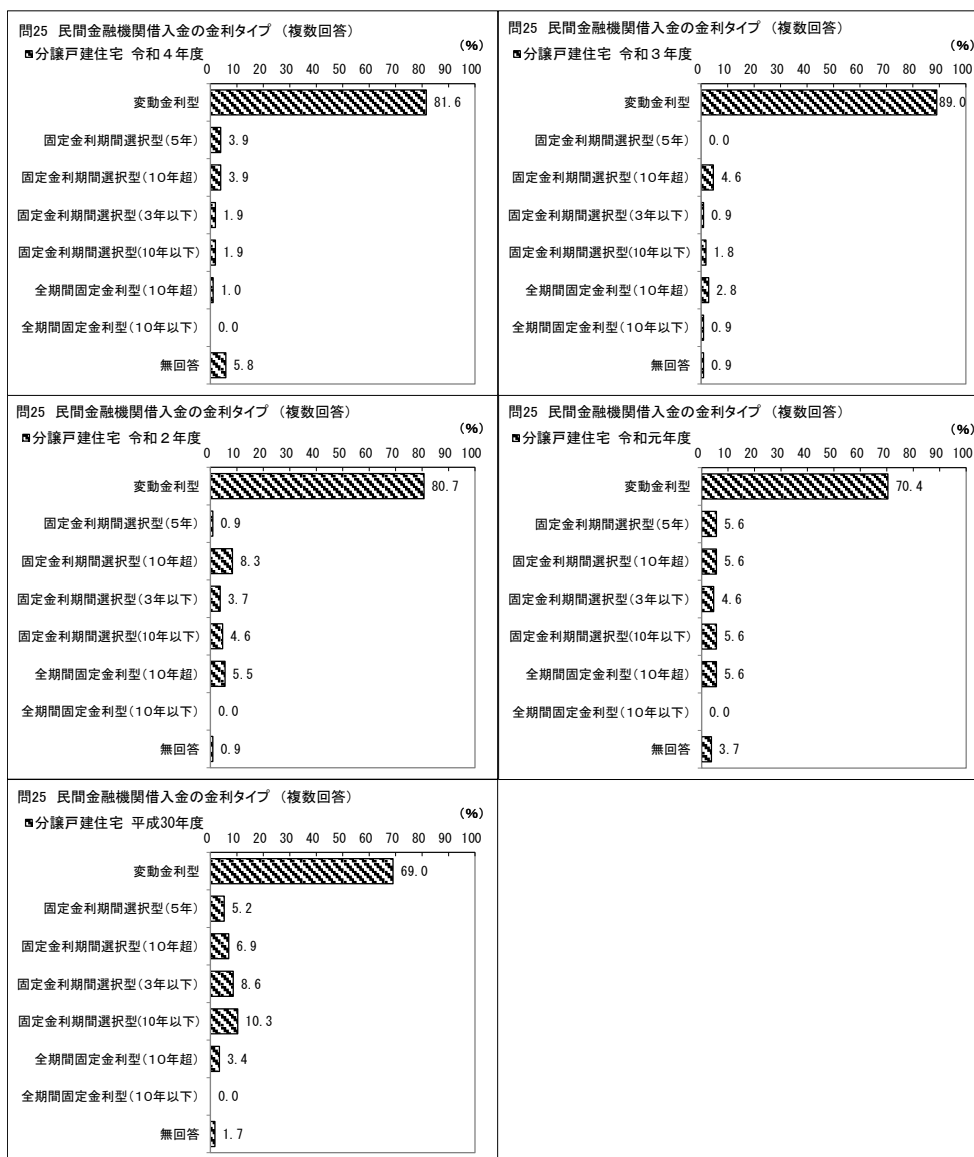 問25 民間金融機関借入金の金利タイプ (複数回答)
(%)
分譲戸建住宅 令和4年度
0 10 20 30 40 50 60 70 80 90 100
変動金利型 81.6
固定金利期間選択型(5年) 3.9
固定金利期間選択型(10年超) 3.9
固定金利期間選択型(3年以下) 1.9
固定金利期間選択型(10年以下) 1.9
全期間固定金利型(10年超) 1.0
全期間固定金利型(10年以下) 0.0
無回答 5.8
問25 民間金融機関借入金の金利タイプ (複数回答)
(%)
分譲戸建住宅 令和3年度
0 10 20 30 40 50 60 70 80 90 100
変動金利型 89.0
固定金利期間選択型(5年) 0.0
固定金利期間選択型(10年超) 4.6
固定金利期間選択型(3年以下) 0.9
固定金利期間選択型(10年以下) 1.8
全期間固定金利型(10年超) 2.8
全期間固定金利型(10年以下) 0.9
無回答 0.9
問25 民間金融機関借入金の金利タイプ (複数回答)
(%)
分譲戸建住宅 令和2年度
0 10 20 30 40 50 60 70 80 90 100
変動金利型 80.7
固定金利期間選択型(5年) 0.9
固定金利期間選択型(10年超) 8.3
固定金利期間選択型(3年以下) 3.7
固定金利期間選択型(10年以下) 4.6
全期間固定金利型(10年超) 5.5
全期間固定金利型(10年以下) 0.0
無回答 0.9
問25 民間金融機関借入金の金利タイプ (複数回答)
(%)
分譲戸建住宅 令和元年度
0 10 20 30 40 50 60 70 80 90 100
変動金利型 70.4
固定金利期間選択型(5年) 5.6
固定金利期間選択型(10年超) 5.6
固定金利期間選択型(3年以下) 4.6
固定金利期間選択型(10年以下) 5.6
全期間固定金利型(10年超) 5.6
全期間固定金利型(10年以下) 0.0
無回答 3.7
問25 民間金融機関借入金の金利タイプ (複数回答)
(%)
分譲戸建住宅 平成30年度
0 10 20 30 40 50 60 70 80 90 100
変動金利型 69.0
固定金利期間選択型(5年) 5.2
固定金利期間選択型(10年超) 6.9
固定金利期間選択型(3年以下) 8.6
固定金利期間選択型(10年以下) 10.3
全期間固定金利型(10年超) 3.4
全期間固定金利型(10年以下) 0.0
無回答 1.7